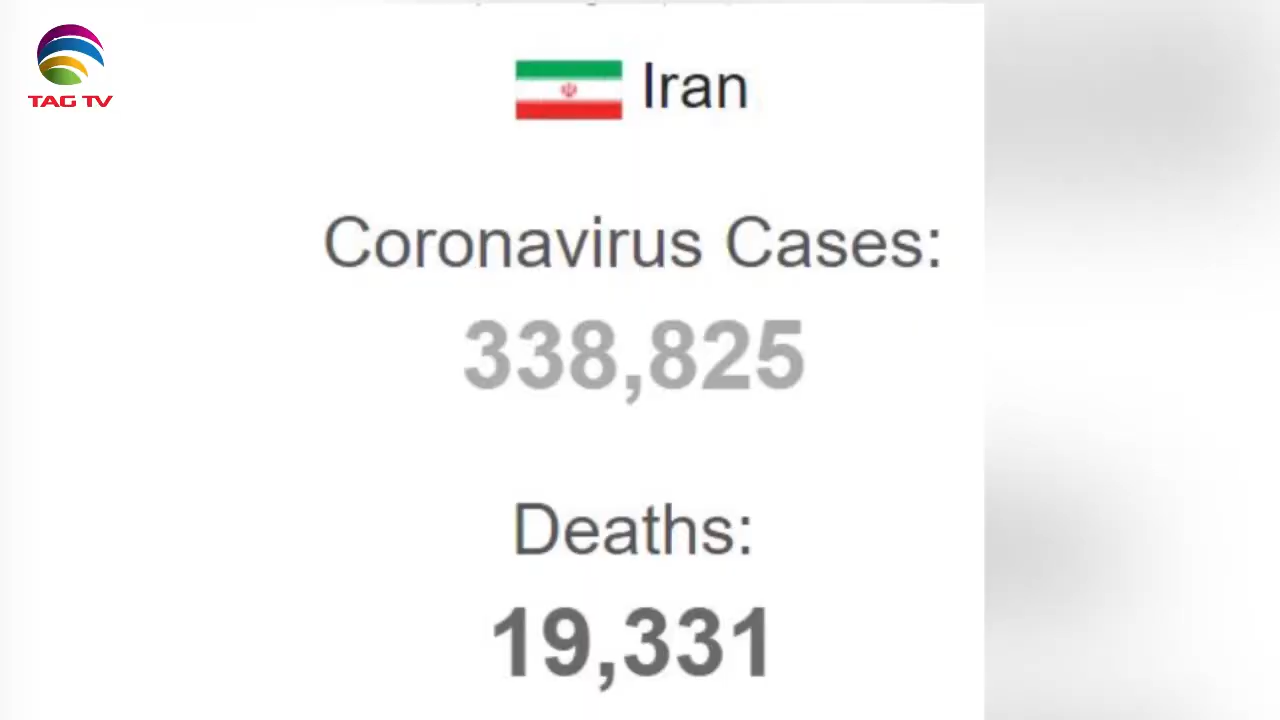 TAG TV
Iran
Coronavirus Cases:
338,825
Deaths:
19,331